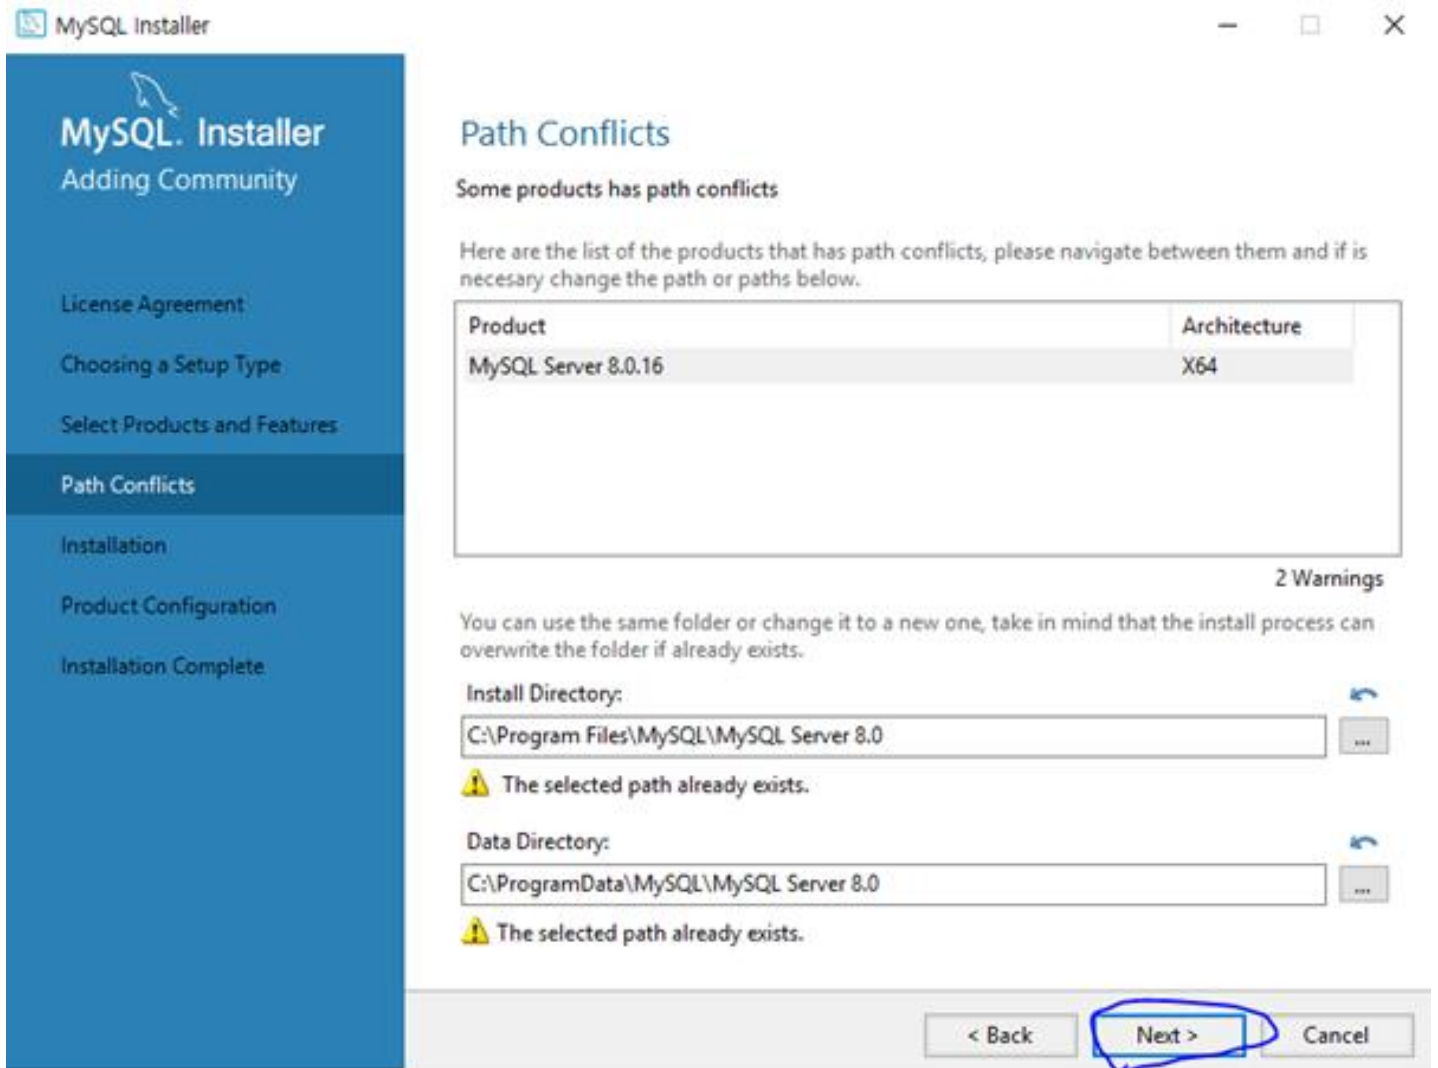 MySQL Installer
MySQL. Installer
Adding Community
License Agreement
Choosing a Setup Type
Select Products and Features
Path Conflicts
Installation
Product Configuration
Installation Complete
Path Conflicts
Some products has path conflicts
Here are the list of the products that has path conflicts, please navigate between them and if is
necesary change the path or paths below.
Product Architecture
MySQL Server 8.0.16 X64
2 Warnings
You can use the same folder or change it to a new one, take in mind that the install process can
overwrite the folder if already exists.
Install Directory:
C:\Program Files\MySQL\MySQL Server 8.0
...
The selected path already exists.
Data Directory:
C:\ProgramData\MySQL\MySQL Server 8.0
...
The selected path already exists.
< Back Next > Cancel